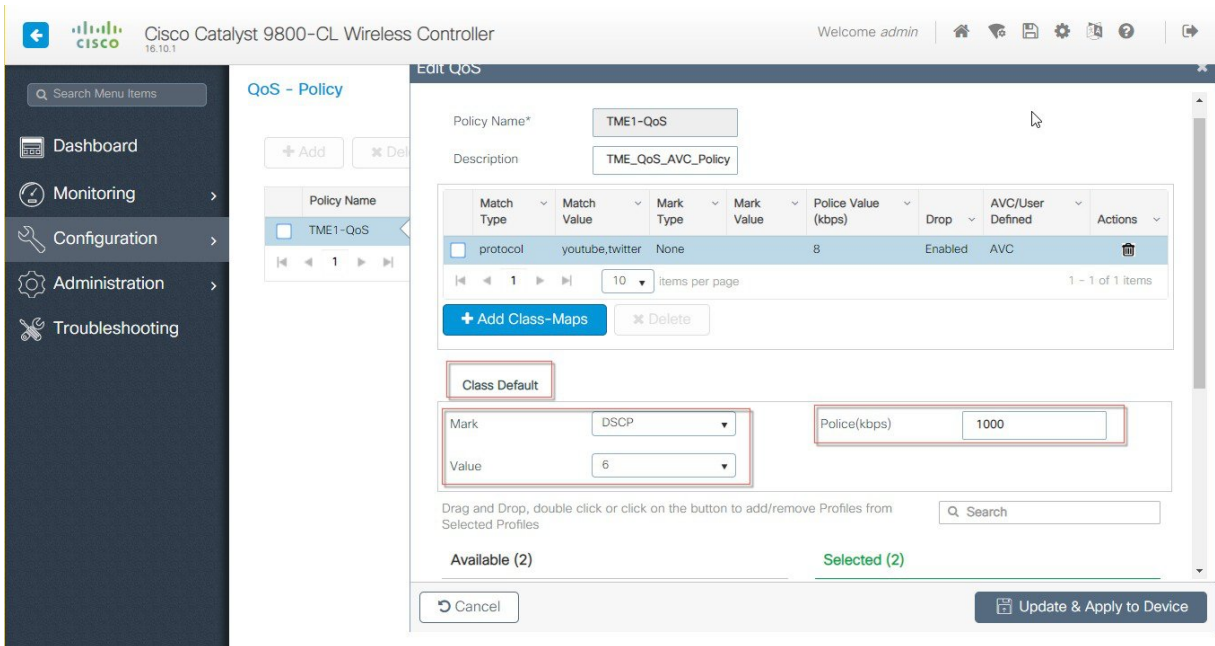 cisco
Cisco Catalyst 9800-CL Wireless Controller
16.10.1
Welcome admin
Search Menu Items
Dashboard
Monitoring
Configuration
Administration
Troubleshooting
QoS - Policy
+ Add
Del
Policy Name
TME1-QoS
1
Edit QoS
Policy Name*
TME1-QoS
Description
TME_QoS_AVC_Policy
Match Type
Match Value
Mark Type
Mark Value
Police Value (kbps)
Drop
AVC/User Defined
Actions
protocol youtube,twitter None 8 Enabled AVC
1 10 items per page 1 - 1 of 1 items
+ Add Class-Maps
Delete
Class Default
Mark DSCP
Police(kbps) 1000
Value 6
Drag and Drop, double click or click on the button to add/remove Profiles from
Selected Profiles
Search
Available (2)
Selected (2)
Cancel
Update & Apply to Device